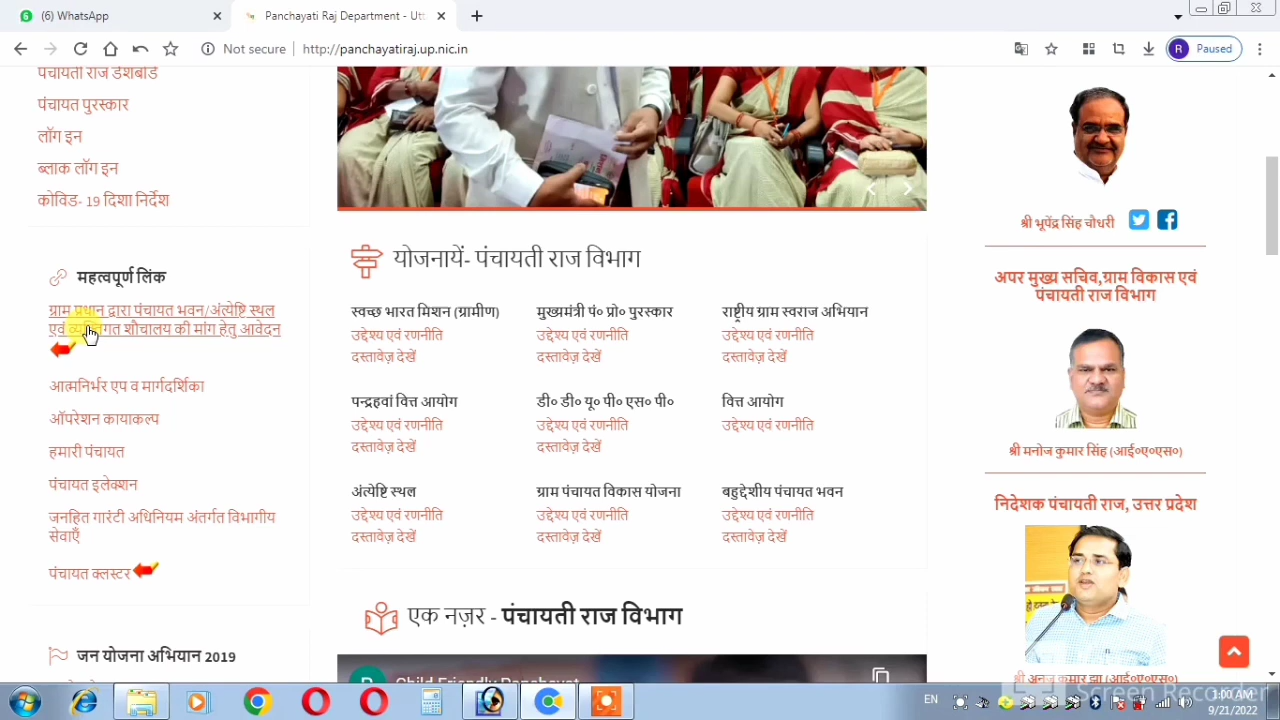 (6) WhatsApp
Panchayati Raj Department - Utt
Not secure | http://panchayatiraj.up.nic.in
Paused
पंचायती राज डैशबोर्ड
पंचायत पुरस्कार
लॉग इन
ब्लाक लॉग इन
कोविड- 19 दिशा निर्देश
महत्वपूर्ण लिंक
ग्राम प्रधान द्वारा पंचायत भवन/अंत्येष्टि स्थल
एवं व्यक्तिगत शौचालय की मांग हेतु आवेदन
आत्मनिर्भर एप व मार्गदर्शिका
ऑपरेशन कायाकल्प
हमारी पंचायत
पंचायत इलेक्शन
जनहित गारंटी अधिनियम अंतर्गत विभागीय
सेवाएँ
पंचायत क्लस्टर
जन योजना अभियान 2019
योजनायें- पंचायती राज विभाग
स्वच्छ भारत मिशन (ग्रामीण)
उद्देश्य एवं रणनीति
दस्तावेज़ देखें
मुख्यमंत्री पं० प्रो० पुरस्कार
उद्देश्य एवं रणनीति
दस्तावेज़ देखें
राष्ट्रीय ग्राम स्वराज अभियान
उद्देश्य एवं रणनीति
दस्तावेज़ देखें
पन्द्रहवां वित्त आयोग
उद्देश्य एवं रणनीति
दस्तावेज़ देखें
डी० डी० यू० पी० एस० पी०
उद्देश्य एवं रणनीति
दस्तावेज़ देखें
वित्त आयोग
उद्देश्य एवं रणनीति
अंत्येष्टि स्थल
उद्देश्य एवं रणनीति
दस्तावेज़ देखें
ग्राम पंचायत विकास योजना
उद्देश्य एवं रणनीति
दस्तावेज़ देखें
बहुद्देशीय पंचायत भवन
उद्देश्य एवं रणनीति
दस्तावेज़ देखें
एक नज़र - पंचायती राज विभाग
Child Friendly Panchayat
श्री भूपेंद्र सिंह चौधरी
अपर मुख्य सचिव,ग्राम विकास एवं
पंचायती राज विभाग
श्री मनोज कुमार सिंह (आई०ए०एस०)
निदेशक पंचायती राज, उत्तर प्रदेश
श्री अनुज कुमार झा (आई०ए०एस०)
Screen Recorder
EN
1:00 AM
9/21/2022